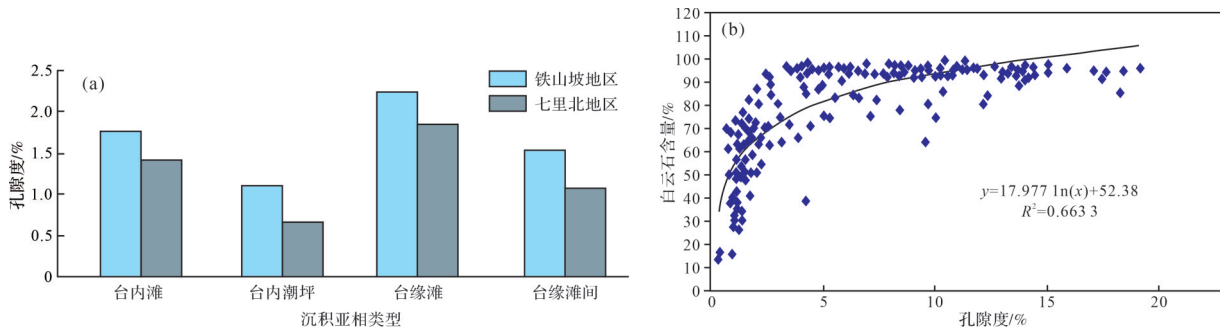 (a)
2.5
2.0
1.5
1.0
0.5
0
孔隙度/%
铁山坡地区
七里北地区
台内滩
台内潮坪
台缘滩
台缘滩间
沉积亚相类型
(b)
120
110
100
90
80
70
60
50
40
30
20
10
0
白云石含量/%
y=17.977 1ln(x)+52.38
R²=0.663 3
0
5
10
15
20
孔隙度/%